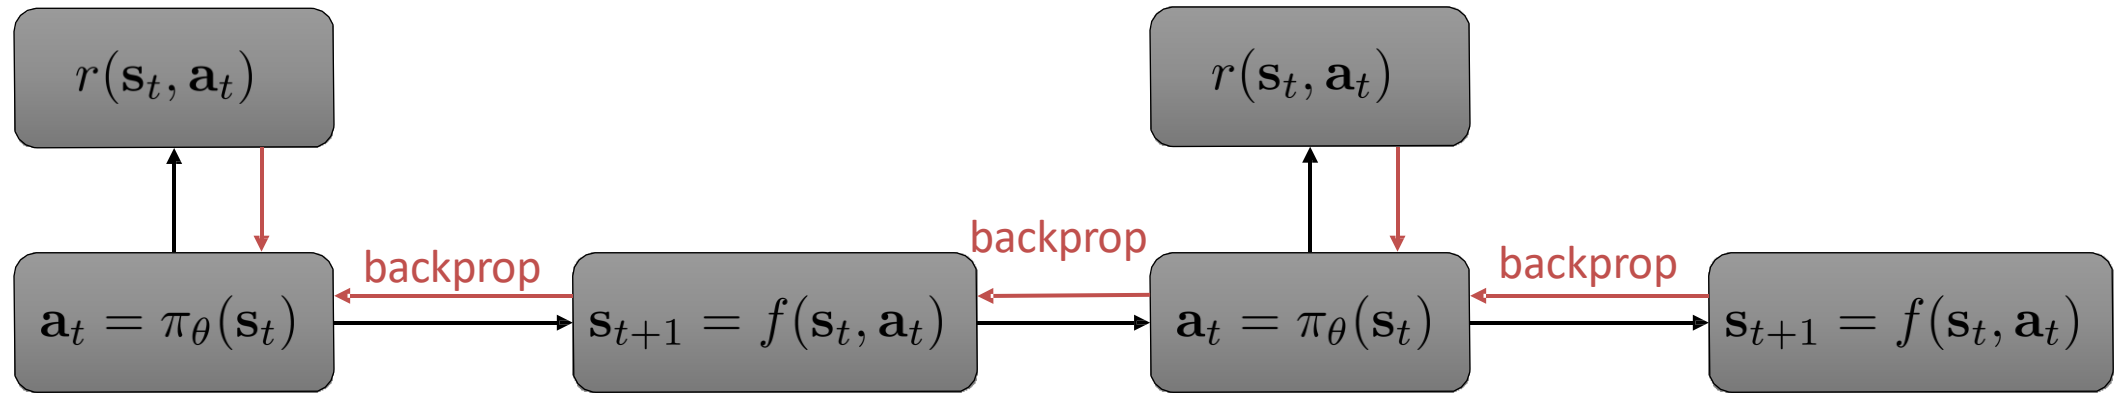 r(s_t, a_t)
r(s_t, a_t)
backprop
backprop
backprop
a_t = π_θ(s_t)
s_{t+1} = f(s_t, a_t)
a_t = π_θ(s_t)
s_{t+1} = f(s_t, a_t)